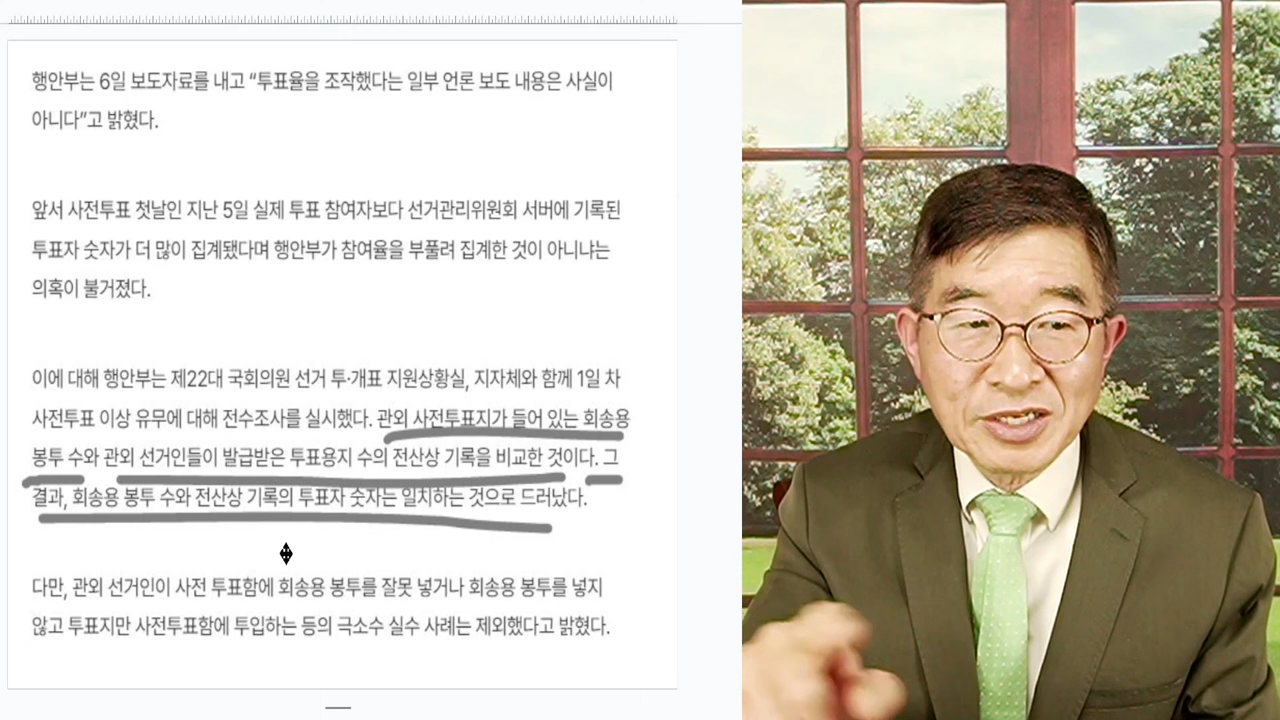 행안부는 6일 보도자료를 내고 “투표율을 조작했다는 일부 언론 보도 내용은 사실이
아니다”고 밝혔다.
앞서 사전투표 첫날인 지난 5일 실제 투표 참여자보다 선거관리위원회 서버에 기록된
투표자 숫자가 더 많이 집계됐다며 행안부가 참여율을 부풀려 집계한 것이 아니냐는
의혹이 불거졌다.
이에 대해 행안부는 제22대 국회의원 선거 투·개표 지원상황실, 지자체와 함께 1일 차
사전투표 이상 유무에 대해 전수조사를 실시했다. 관외 사전투표지가 들어 있는 회송용
봉투 수와 관외 선거인들이 발급받은 투표용지 수의 전산상 기록을 비교한 것이다. 그
결과, 회송용 봉투 수와 전산상 기록의 투표자 숫자는 일치하는 것으로 드러났다.
다만, 관외 선거인이 사전 투표함에 회송용 봉투를 잘못 넣거나 회송용 봉투를 넣지
않고 투표지만 사전투표함에 투입하는 등의 극소수 실수 사례는 제외했다고 밝혔다.